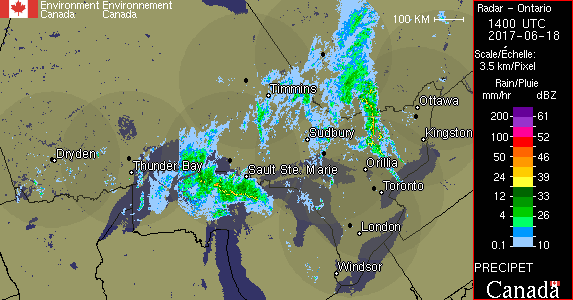 Environment Environnement
Canada Canada
100 KM
Timmins
Ottawa
Sudbury
Kingston
Dryden
Thunder Bay
Sault Ste. Marie
Orillia
Toronto
London
Windsor
Radar - Ontario
1400 UTC
2017-06-18
Scale/Échelle:
3.5 km/Pixel
Rain/Pluie
mm/hr dBZ
200 61
100 52
50 46
24 39
12 33
4 26
0.1 10
PRECIPET
Canada